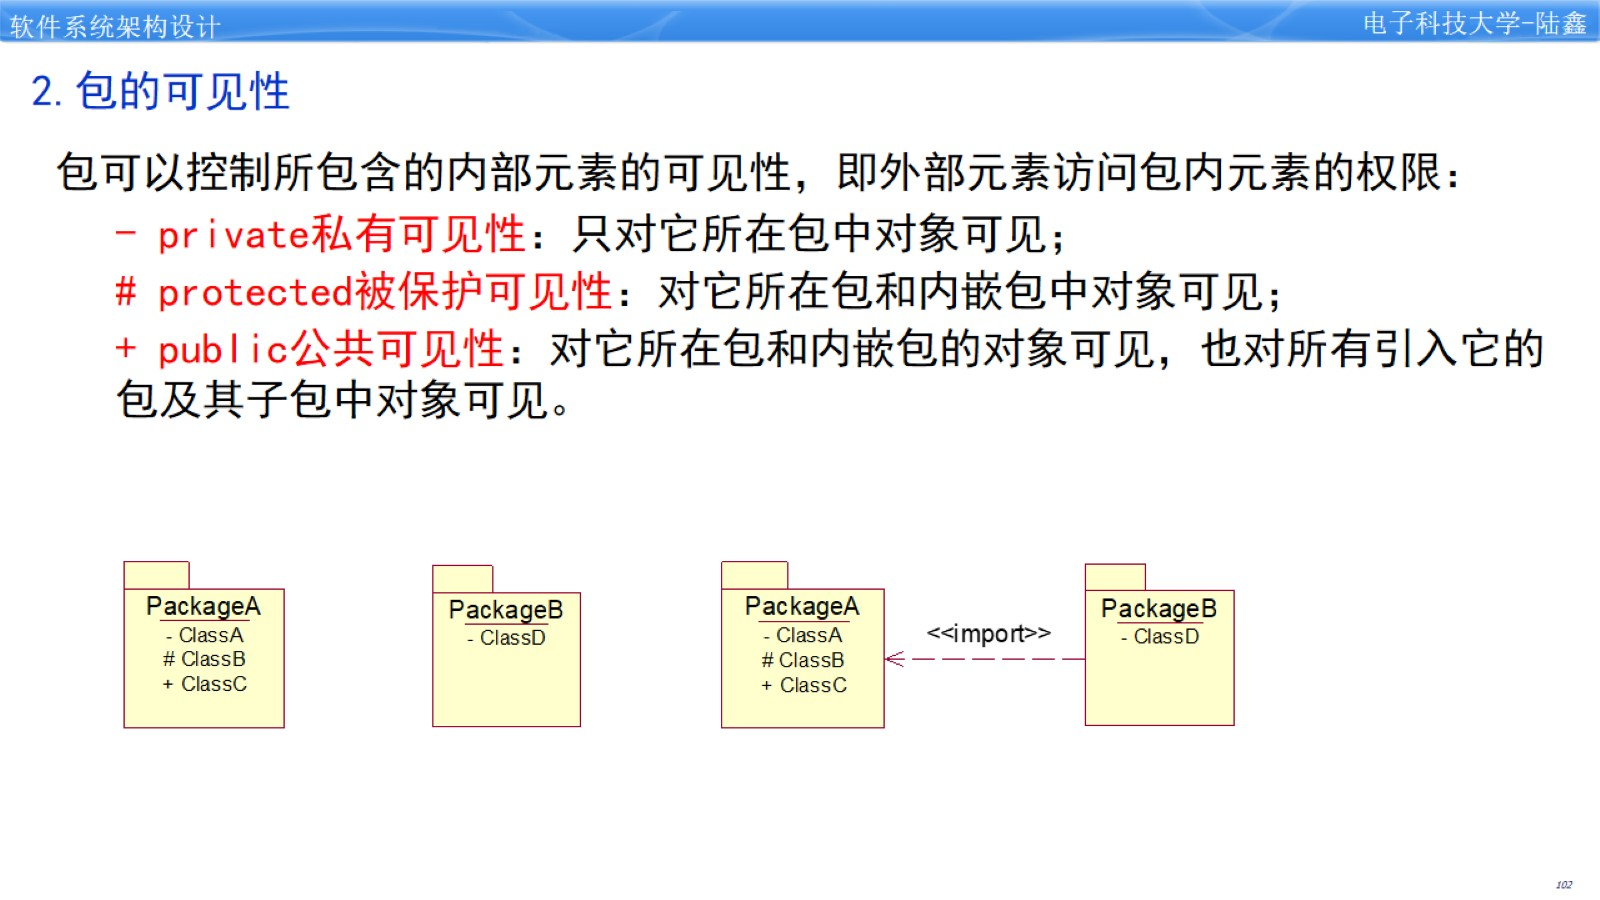 软件系统架构设计
电子科技大学-陆鑫
2. 包的可见性
包可以控制所包含的内部元素的可见性，即外部元素访问包内元素的权限：
- private私有可见性：只对它所在包中对象可见；
# protected被保护可见性：对它所在包和内嵌包中对象可见；
+ public公共可见性：对它所在包和内嵌包的对象可见，也对所有引入它的
包及其子包中对象可见。
PackageA
- ClassA
# ClassB
+ ClassC
PackageB
- ClassD
PackageA
- ClassA
# ClassB
+ ClassC
<<import>>
PackageB
- ClassD
102